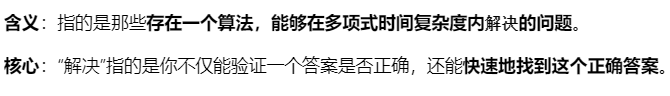 含义：指的是那些存在一个算法，能够在多项式时间复杂度内解决的问题。
核心：“解决”指的是你不仅能验证一个答案是否正确，还能快速地找到这个正确答案。